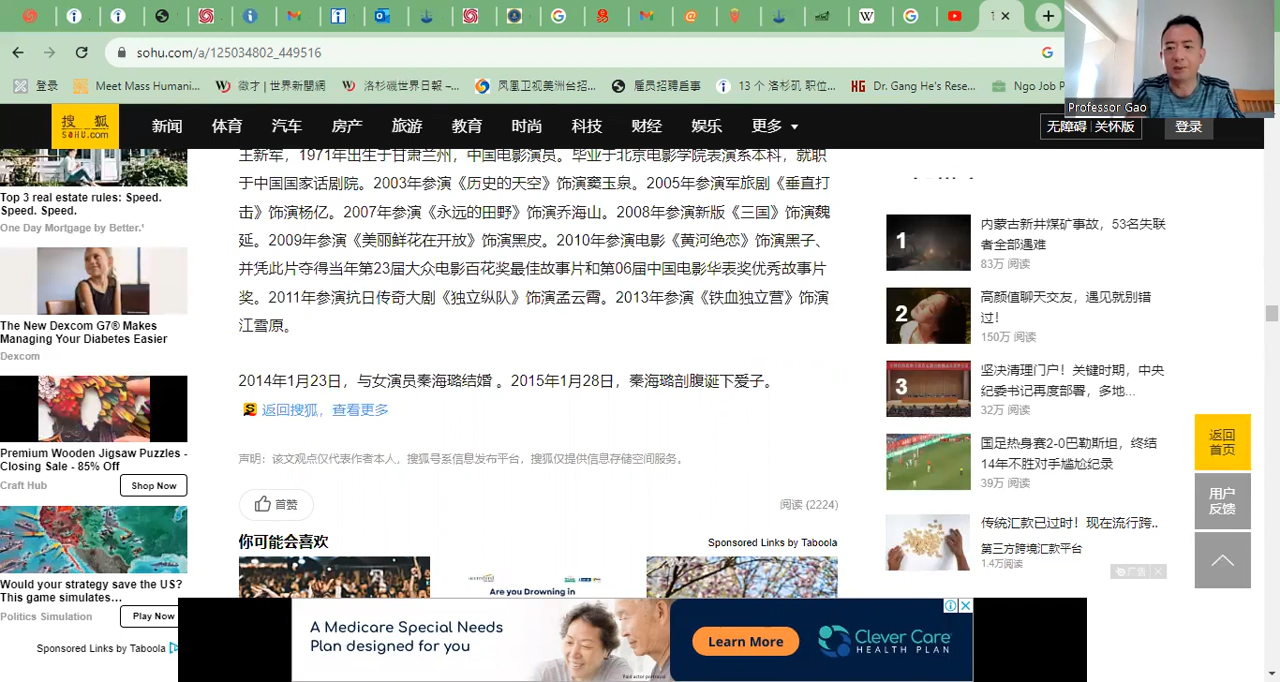 sohu.com/a/125034802_449516
登录
Meet Mass Humani...
徵才 | 世界新聞網
洛杉磯世界日報 –...
凤凰卫视美洲台招...
雇员招聘启事
13 个 洛杉矶 职位...
Dr. Gang He's Rese...
Ngo Job P
Professor Gao
搜 狐
SOHU.com
新闻
体育
汽车
房产
旅游
教育
时尚
科技
财经
娱乐
更多
无障碍 关怀版
登录
Top 3 real estate rules: Speed.
Speed. Speed.
One Day Mortgage by Better.¹
The New Dexcom G7® Makes
Managing Your Diabetes Easier
Dexcom
Premium Wooden Jigsaw Puzzles -
Closing Sale - 85% Off
Craft Hub
Shop Now
Would your strategy save the US?
This game simulates...
Politics Simulation
Play Now
Sponsored Links by Taboola
王新军，1971年出生于甘肃兰州，中国电影演员。毕业于北京电影学院表演系本科，就职
于中国国家话剧院。2003年参演《历史的天空》饰演窦玉泉。2005年参演军旅剧《垂直打
击》饰演杨亿。2007年参演《永远的田野》饰演乔海山。2008年参演新版《三国》饰演魏
延。2009年参演《美丽鲜花在开放》饰演黑皮。2010年参演电影《黄河绝恋》饰演黑子、
并凭此片夺得当年第23届大众电影百花奖最佳故事片和第06届中国电影华表奖优秀故事片
奖。2011年参演抗日传奇大剧《独立纵队》饰演孟云霄。2013年参演《铁血独立营》饰演
江雪原。
2014年1月23日，与女演员秦海璐结婚 。2015年1月28日，秦海璐剖腹诞下爱子。
返回搜狐，查看更多
声明：该文观点仅代表作者本人，搜狐号系信息发布平台，搜狐仅提供信息存储空间服务。
首赞
阅读 (2224)
你可能会喜欢
Sponsored Links by Taboola
Are you Drowning in
1
内蒙古新井煤矿事故，53名失联
者全部遇难
83万 阅读
2
高颜值聊天交友，遇见就别错
过！
150万 阅读
3
坚决清理门户！关键时期，中央
纪委书记再度部署，多地...
32万 阅读
国足热身赛2-0巴勒斯坦，终结
14年不胜对手尴尬纪录
39万 阅读
传统汇款已过时！现在流行跨..
第三方跨境汇款平台
1.4万阅读
广告
返回
首页
用户
反馈
A Medicare Special Needs
Plan designed for you
Learn More
Clever Care
HEALTH PLAN
Paid actor portrayal